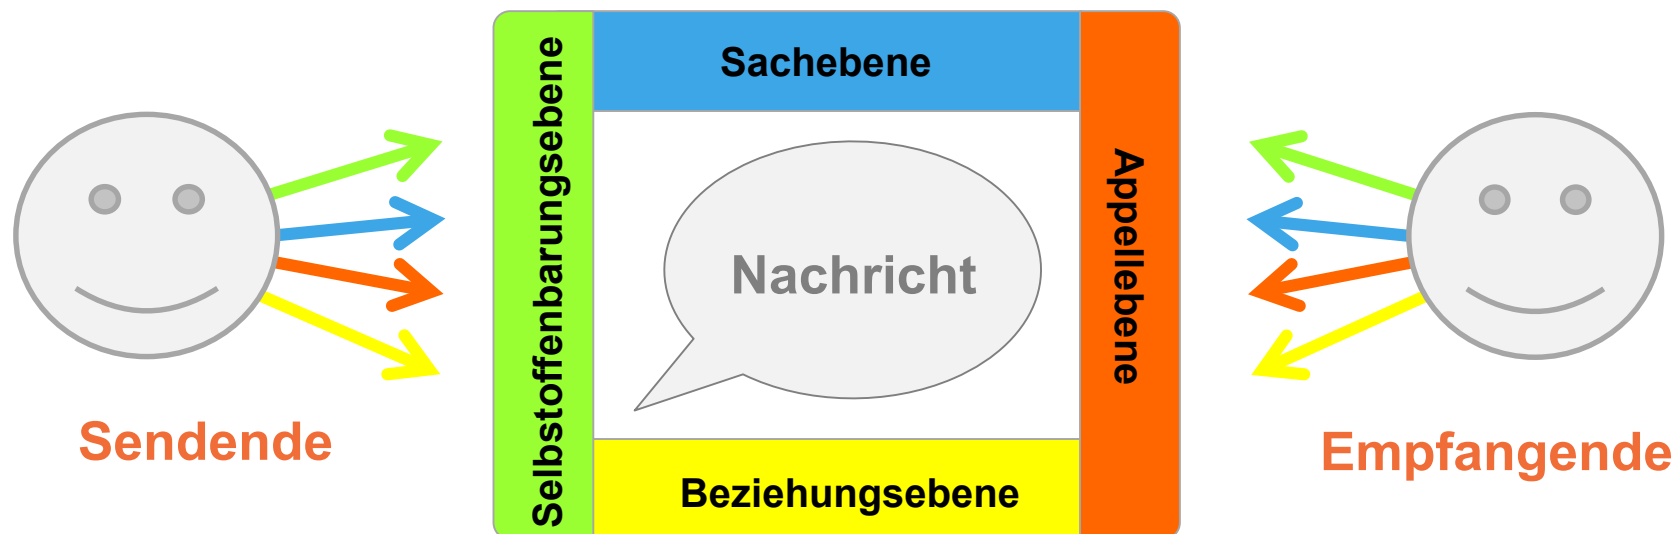 Sachebene
Selbstoffenbarungsebene
Nachricht
Appellebene
Beziehungsebene
Sendende
Empfangende